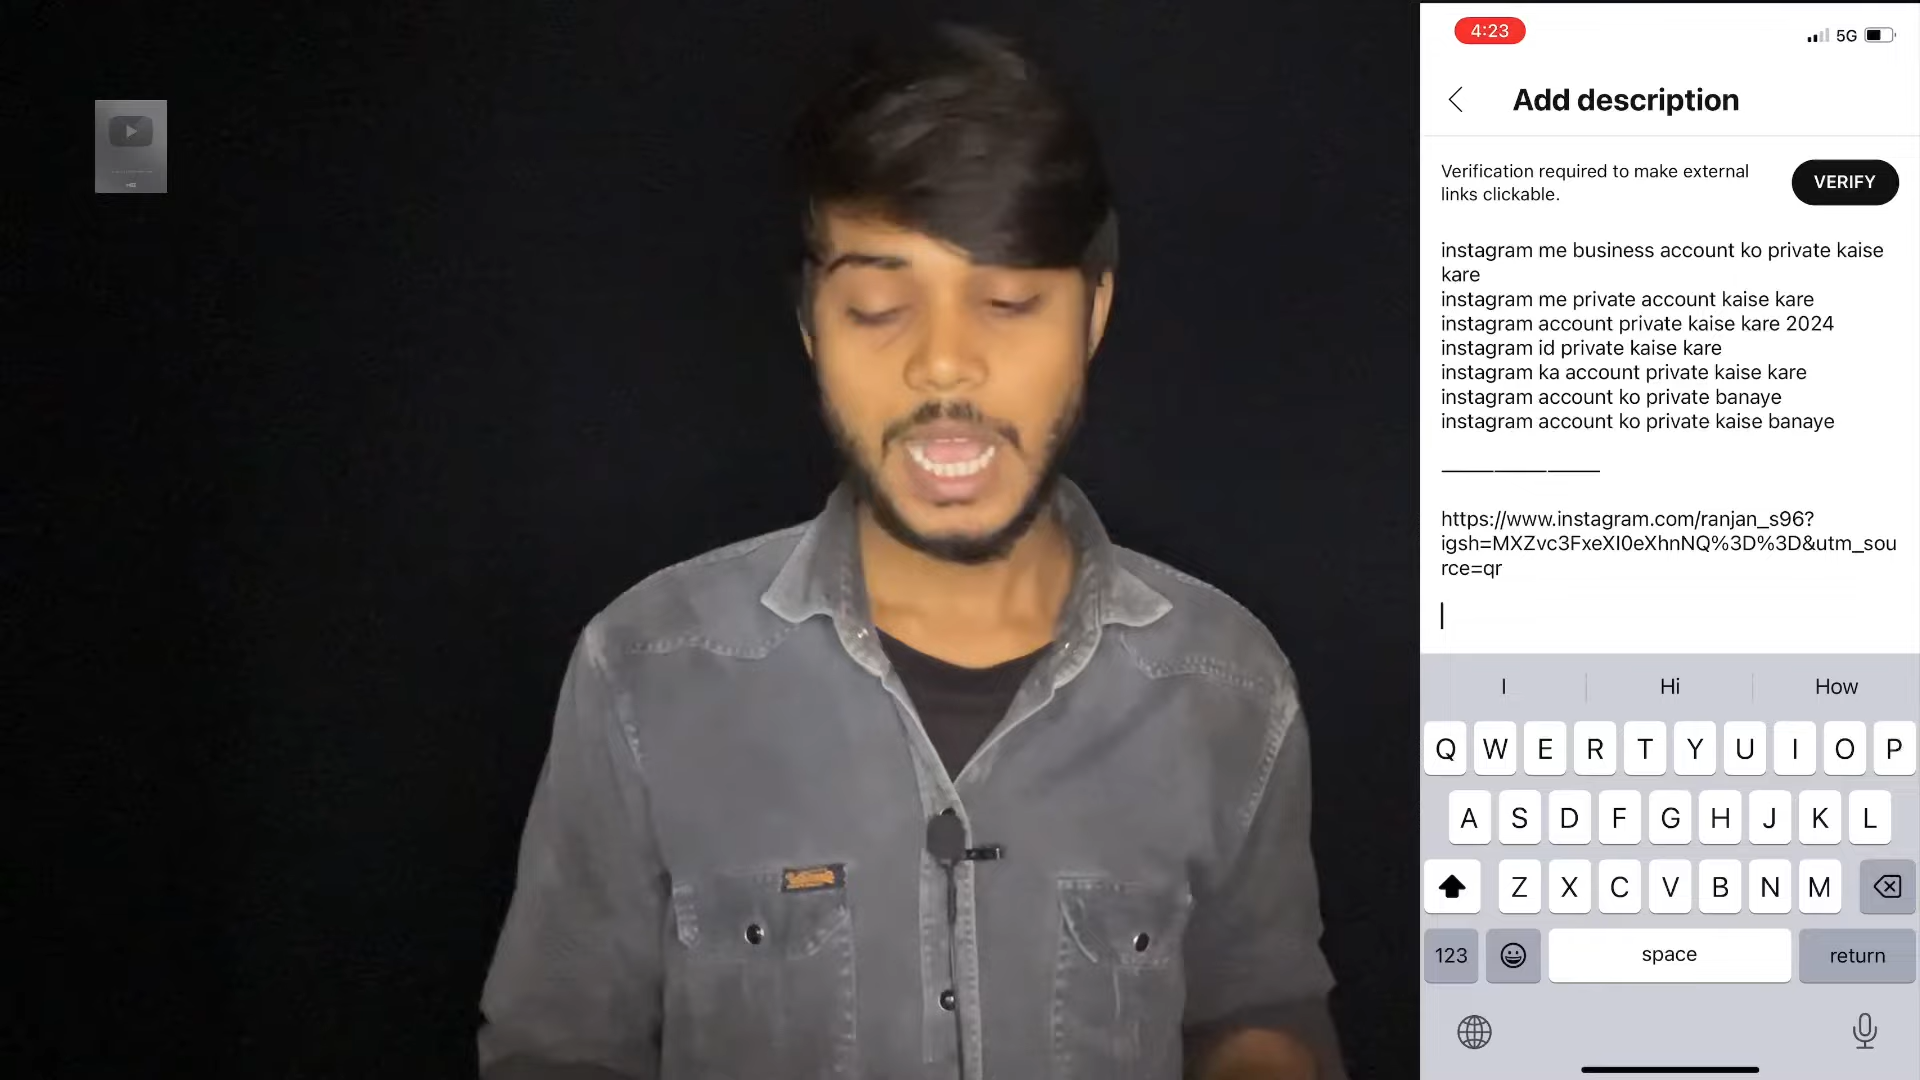 4:23
5G
Add description
Verification required to make external
links clickable.
VERIFY
instagram me business account ko private kaise
kare
instagram me private account kaise kare
instagram account private kaise kare 2024
instagram id private kaise kare
instagram ka account private kaise kare
instagram account ko private banaye
instagram account ko private kaise banaye
https://www.instagram.com/ranjan_s96?
igsh=MXZvc3FxeXI0eXhnNQ%3D%3D&utm_sou
rce=qr
I Hi How
Q W E R T Y U I O P
A S D F G H J K L
Z X C V B N M
123 space return